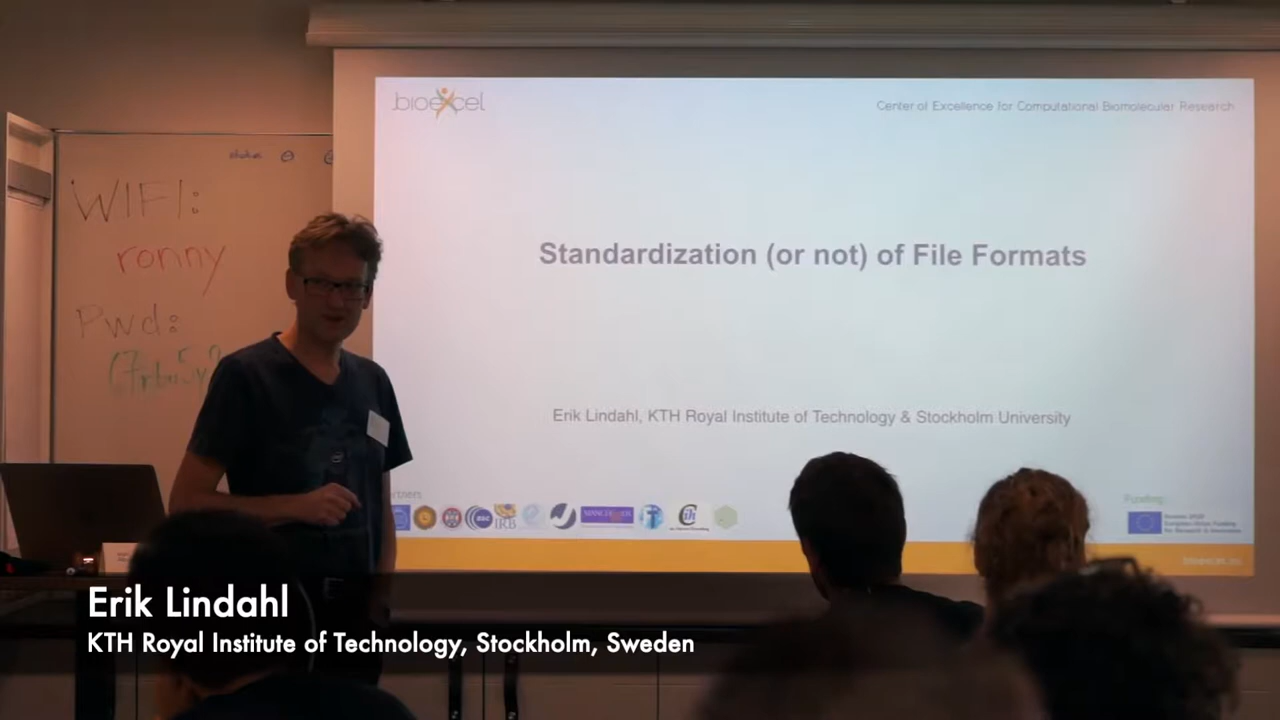 bioexcel
Center of Excellence for Computational Biomolecular Research
WIFI:
ronny
Pwd:
Standardization (or not) of File Formats
Erik Lindahl, KTH Royal Institute of Technology & Stockholm University
Funding:
Erik Lindahl
KTH Royal Institute of Technology, Stockholm, Sweden